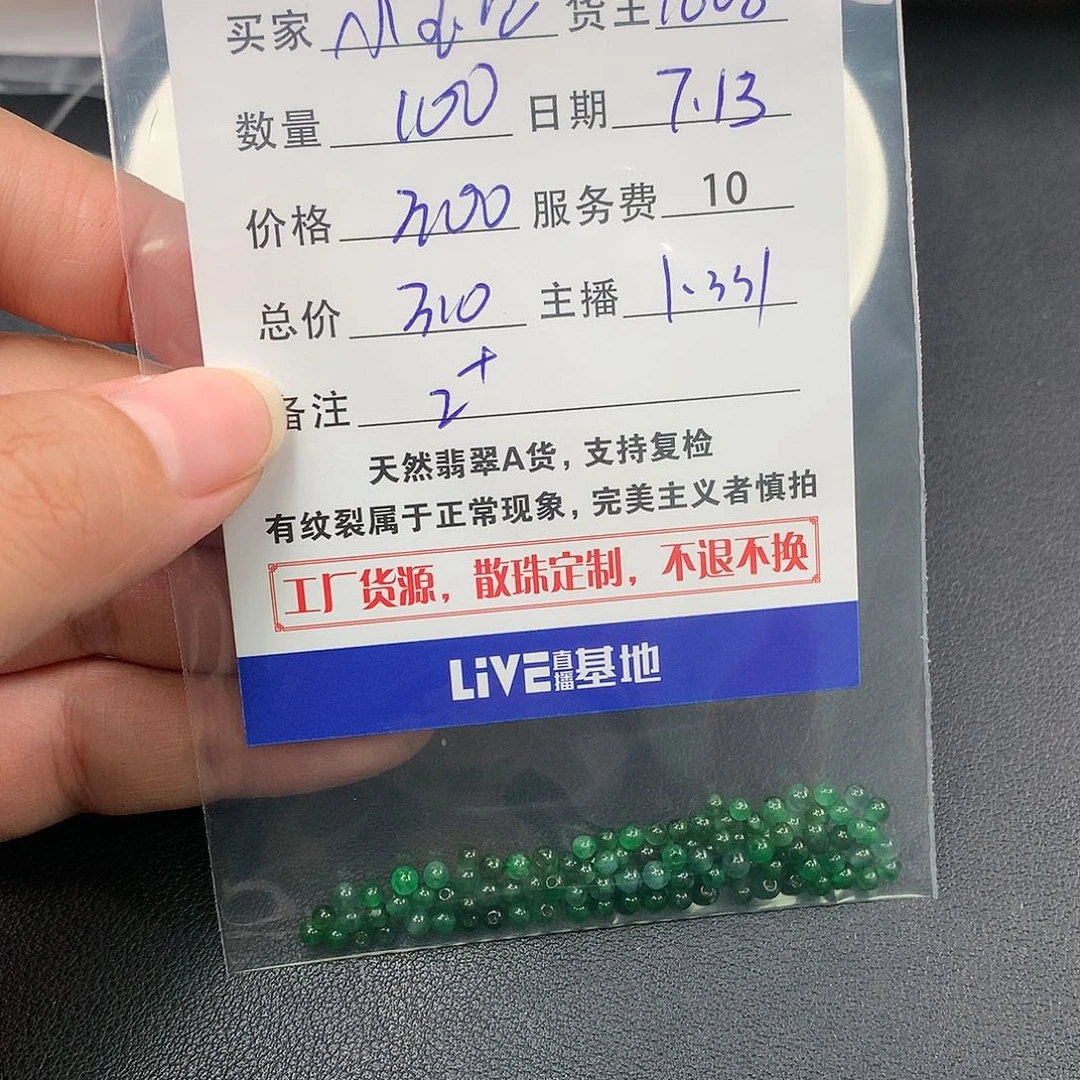 买家 货主
数量 100 日期 7.13
价格 300 服务费 10
总价 310 主播 1.331
备注 2+
天然翡翠A货，支持复检
有纹裂属于正常现象，完美主义者慎拍
工厂货源，散珠定制，不退不换
LiVE直播基地